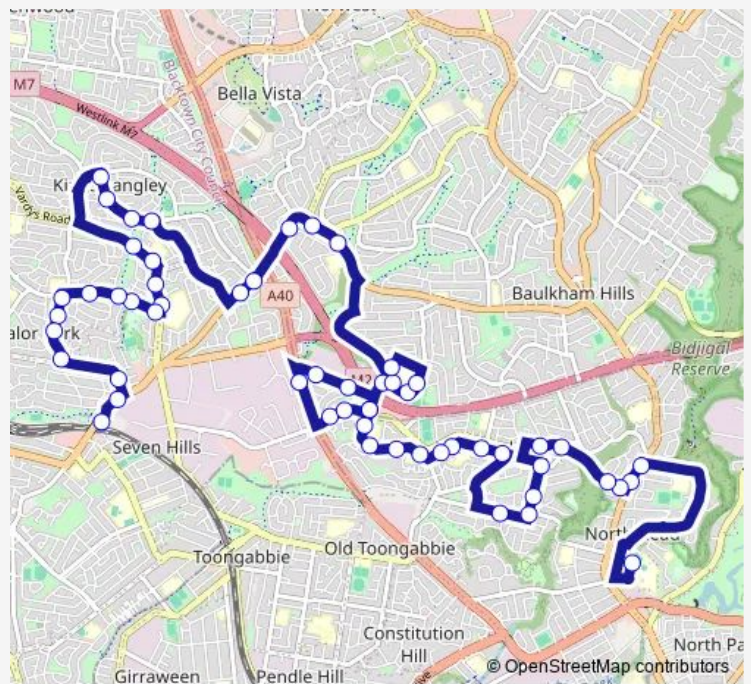 M7
Bella Vista
Westlink M7
Blacktown City Council
Vardys Road
A40
Baulkham Hills
Bidjigal
Reserve
M2
Seven Hills
Toongabbie
Old Toongabbie
Constitution
Hill
Girraween
Pendle Hill
© OpenStreetMap contributors